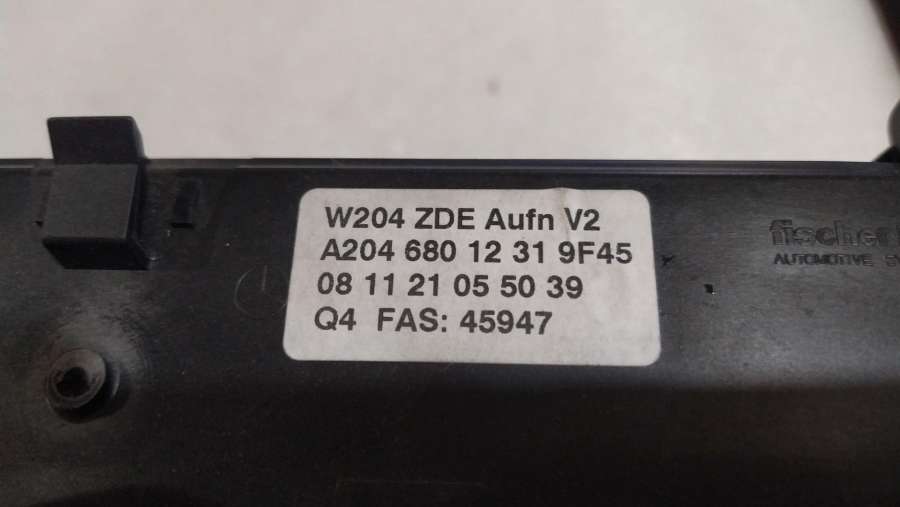 W204 ZDE Aufn V2
A204 680 12 31 9F45
08 11 21 05 50 39
Q4 FAS: 45947
fischer
AUTOMOTIVE